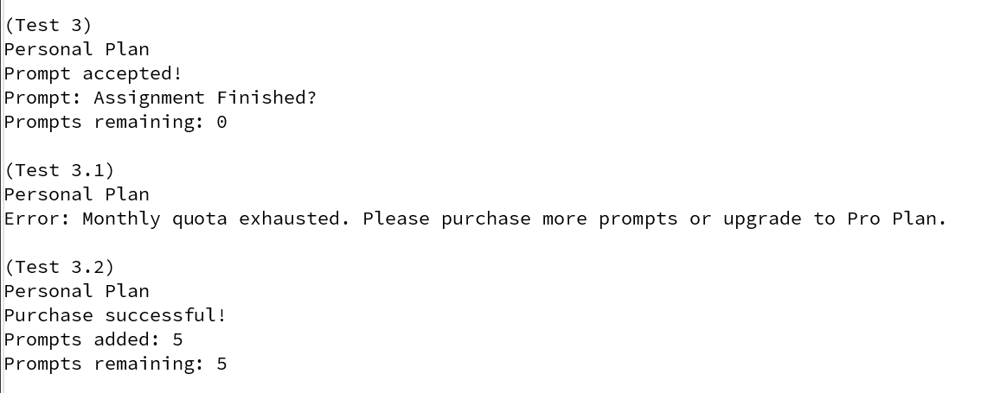 (Test 3)
Personal Plan
Prompt accepted!
Prompt: Assignment Finished?
Prompts remaining: 0
(Test 3.1)
Personal Plan
Error: Monthly quota exhausted. Please purchase more prompts or upgrade to Pro Plan.
(Test 3.2)
Personal Plan
Purchase successful!
Prompts added: 5
Prompts remaining: 5